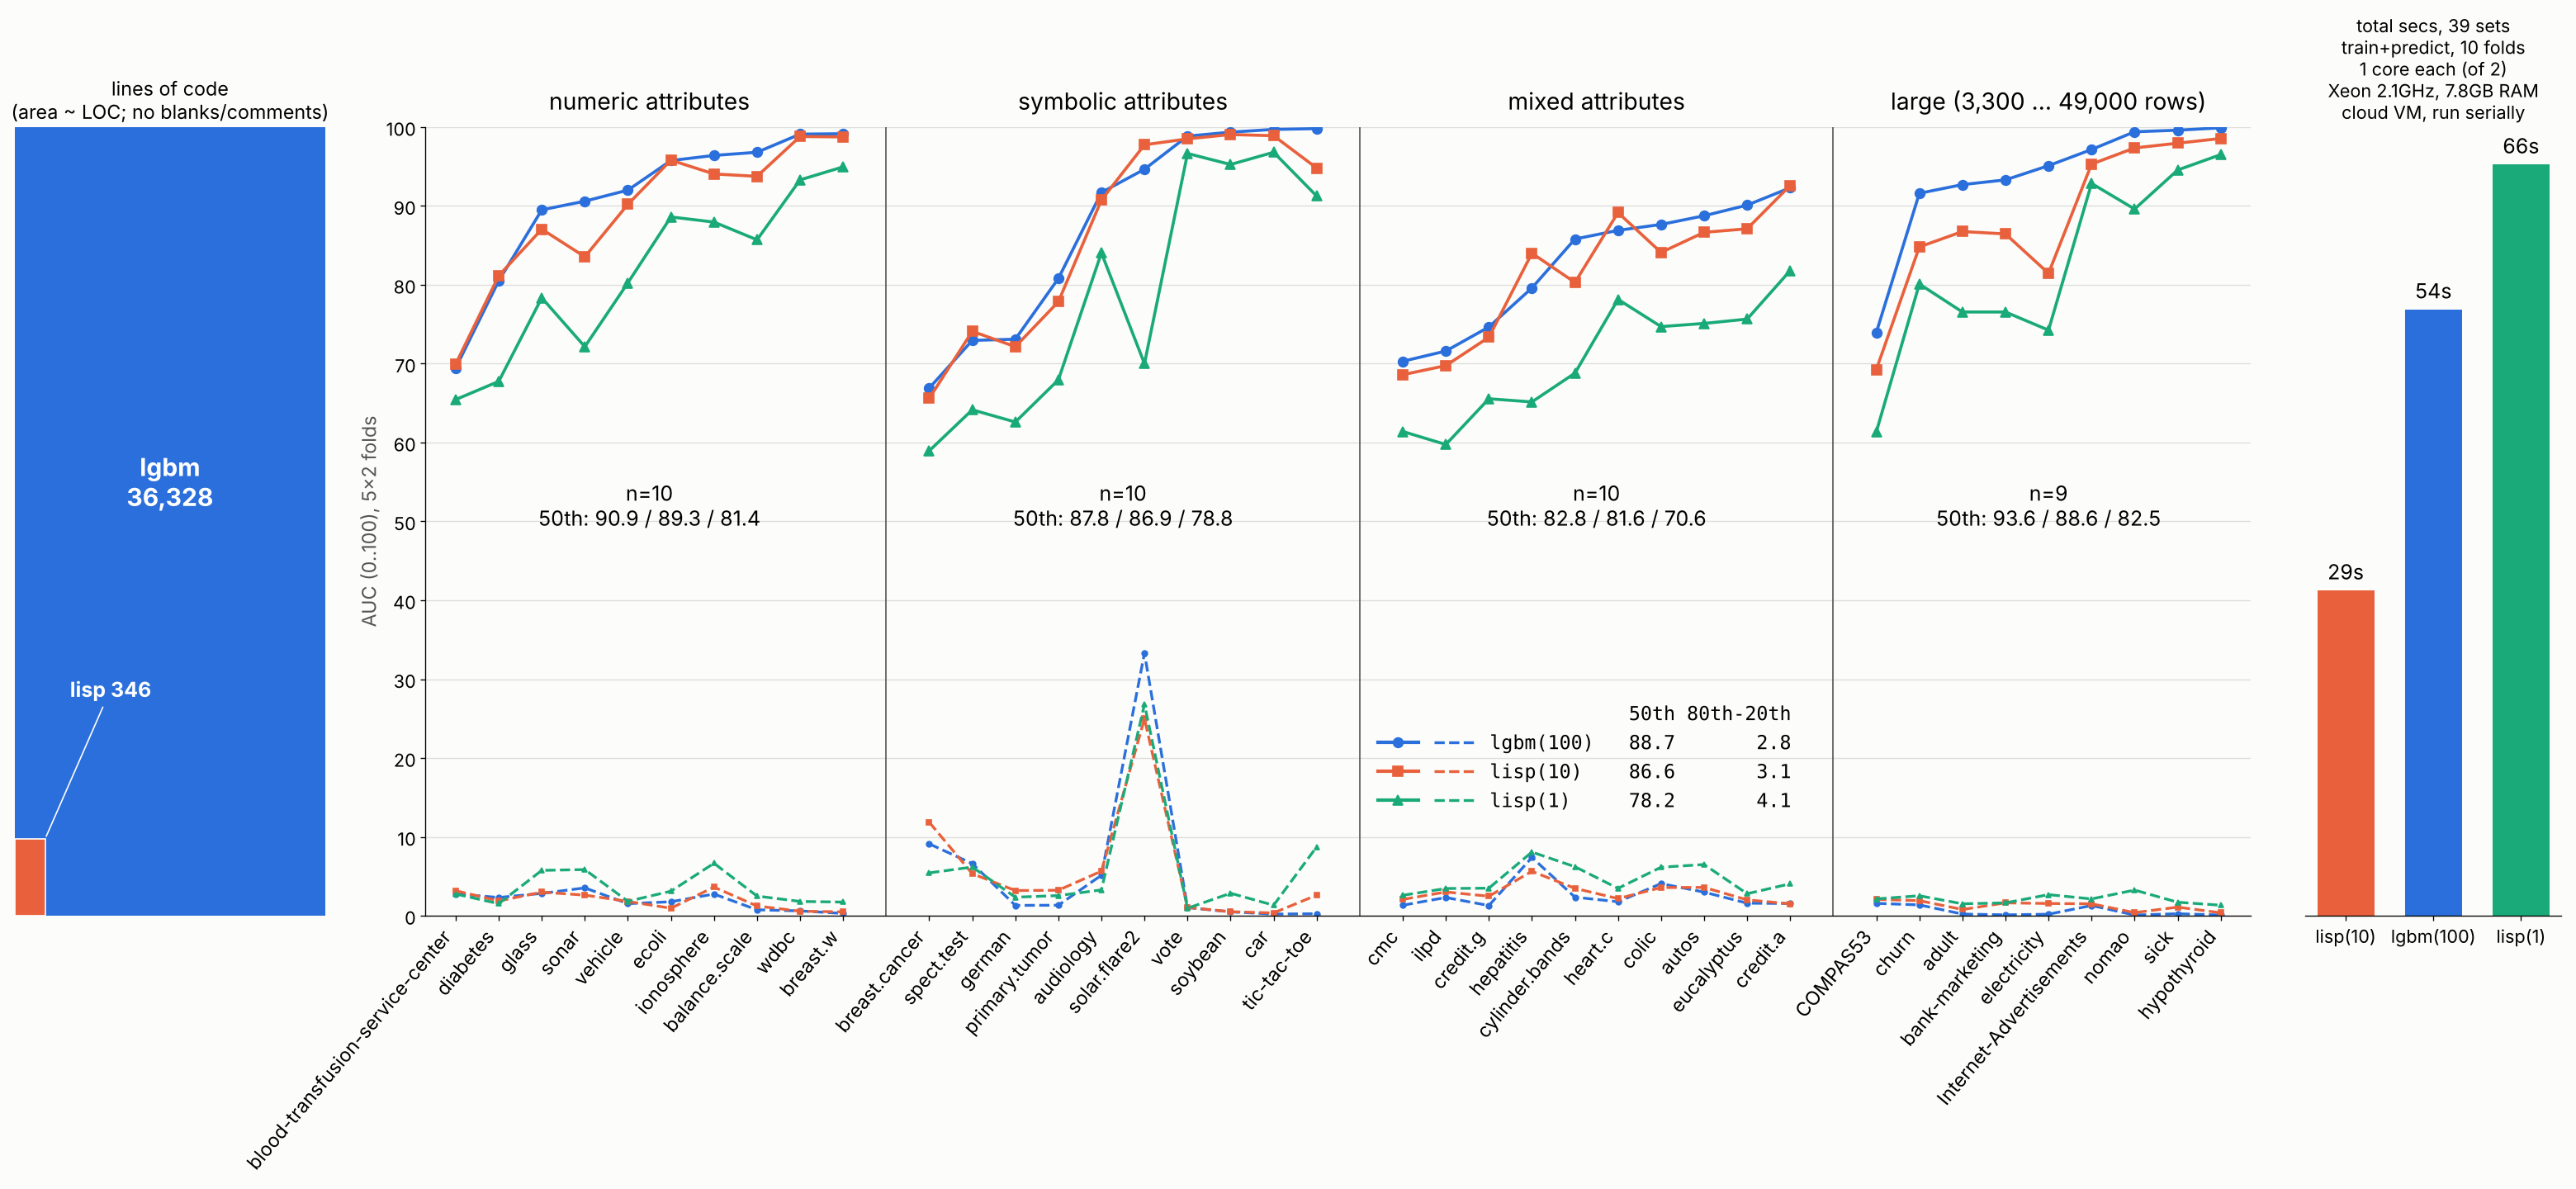 lines of code
(area ~ LOC; no blanks/comments)
lgbm
36,328
lisp 346
AUC (0..100), 5×2 folds
100
90
80
70
60
50
40
30
20
10
0
numeric attributes
n=10
50th: 90.9 / 89.3 / 81.4
blood-transfusion-service-center
diabetes
glass
sonar
vehicle
ecoli
ionosphere
balance.scale
wdbc
breast.w
symbolic attributes
n=10
50th: 87.8 / 86.9 / 78.8
breast.cancer
spect.test
german
primary.tumor
audiology
solar.flare2
vote
soybean
car
tic-tac-toe
mixed attributes
n=10
50th: 82.8 / 81.6 / 70.6
50th 80th-20th
lgbm(100) 88.7 2.8
lisp(10) 86.6 3.1
lisp(1) 78.2 4.1
cmc
ilpd
credit.g
hepatitis
cylinder.bands
heart.c
colic
autos
eucalyptus
credit.a
large (3,300 ... 49,000 rows)
n=9
50th: 93.6 / 88.6 / 82.5
COMPAS53
churn
adult
bank-marketing
electricity
Internet-Advertisements
nomao
sick
hypothyroid
total secs, 39 sets
train+predict, 10 folds
1 core each (of 2)
Xeon 2.1GHz, 7.8GB RAM
cloud VM, run serially
29s
54s
66s
lisp(10)
lgbm(100)
lisp(1)